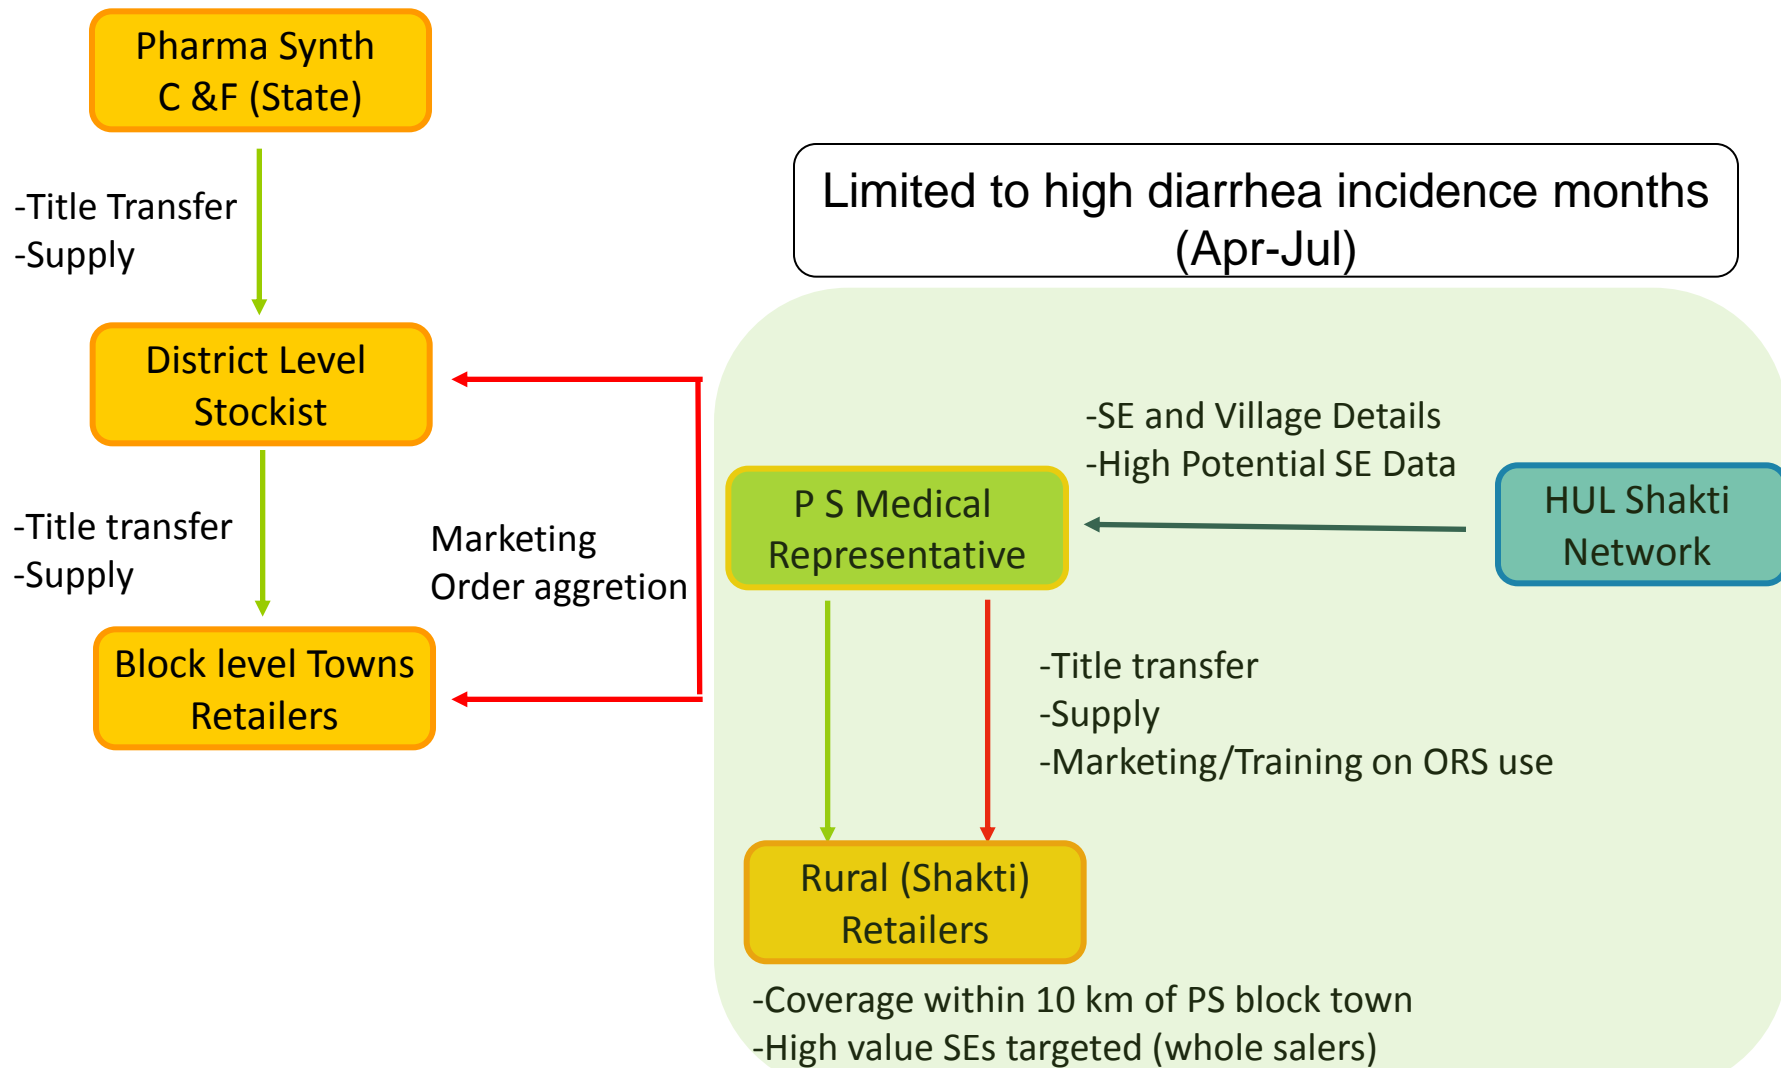 Pharma Synth
C &F (State)
-Title Transfer
-Supply
District Level
Stockist
-Title transfer
-Supply
Block level Towns
Retailers
Marketing
Order aggretion
Limited to high diarrhea incidence months
(Apr-Jul)
-SE and Village Details
-High Potential SE Data
P S Medical
Representative
HUL Shakti
Network
-Title transfer
-Supply
-Marketing/Training on ORS use
Rural (Shakti)
Retailers
-Coverage within 10 km of PS block town
-High value SEs targeted (whole salers)